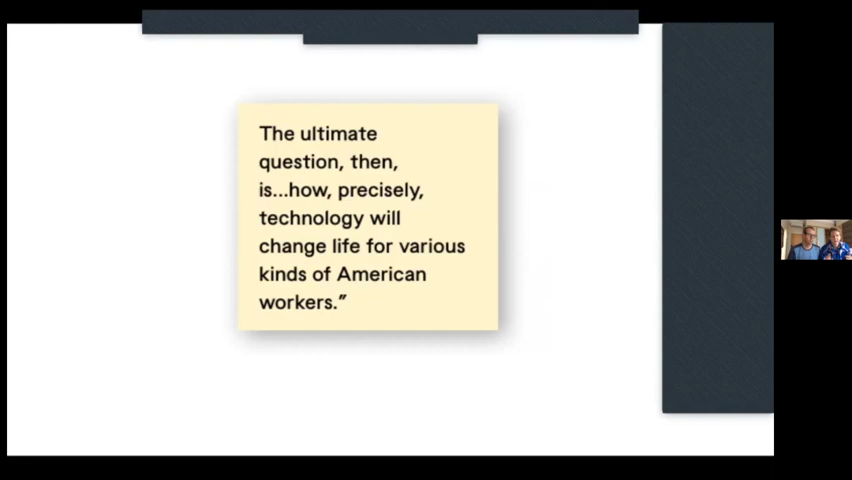 The ultimate
question, then,
is...how, precisely,
technology will
change life for various
kinds of American
workers.”